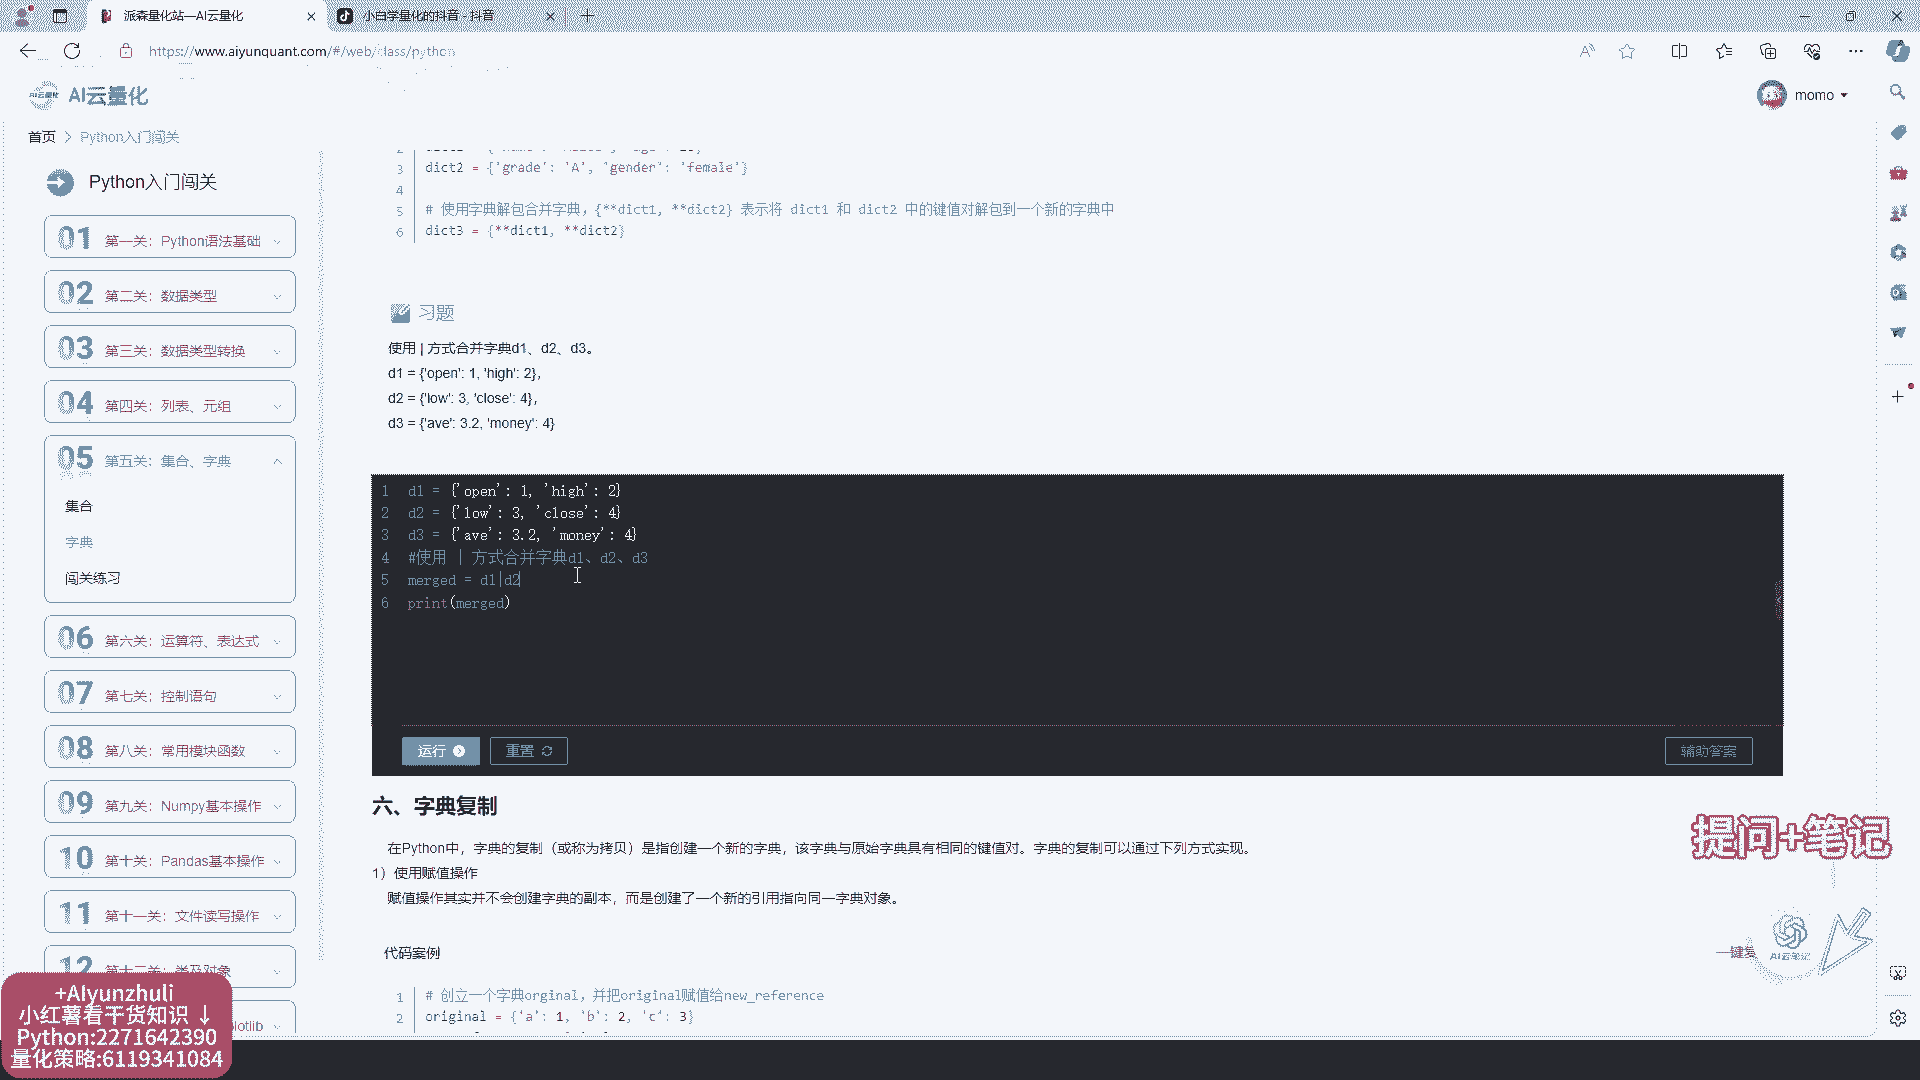 派森量化站—AI云量化
小白学量化的抖音 - 抖音
https://www.aiyunquant.com/#/web/class/python
AI云量化
momo
首页 > Python入门闯关
Python入门闯关
01 第一关：Python语法基础
02 第二关：数据类型
03 第三关：数据类型转换
04 第四关：列表、元组
05 第五关：集合、字典
集合
字典
闯关练习
06 第六关：运算符、表达式
07 第七关：控制语句
08 第八关：常用模块函数
09 第九关：Numpy基本操作
10 第十关：Pandas基本操作
11 第十一关：文件读写操作
12 第十二关：类及对象
plotlib
3 dict2 = {'grade': 'A', 'gender': 'female'}
4
5 # 使用字典解包合并字典，{**dict1, **dict2} 表示将 dict1 和 dict2 中的键值对解包到一个新的字典中
6 dict3 = {**dict1, **dict2}
习题
使用 | 方式合并字典d1、d2、d3。
d1 = {'open': 1, 'high': 2},
d2 = {'low': 3, 'close': 4},
d3 = {'ave': 3.2, 'money': 4}
1 d1 = {'open': 1, 'high': 2}
2 d2 = {'low': 3, 'close': 4}
3 d3 = {'ave': 3.2, 'money': 4}
4 #使用 | 方式合并字典d1、d2、d3
5 merged = d1|d2
6 print(merged)
运行
重置
辅助答案
六、字典复制
在Python中，字典的复制（或称为拷贝）是指创建一个新的字典，该字典与原始字典具有相同的键值对。字典的复制可以通过下列方式实现。
1）使用赋值操作
赋值操作其实并不会创建字典的副本，而是创建了一个新的引用指向同一字典对象。
代码案例
1 # 创立一个字典orginal，并把original赋值给new_reference
2 original = {'a': 1, 'b': 2, 'c': 3}
提问+笔记
一键复
AI云笔记
+AIyunzhuli
小红薯看干货知识 ↓
Python:2271642390
量化策略:6119341084